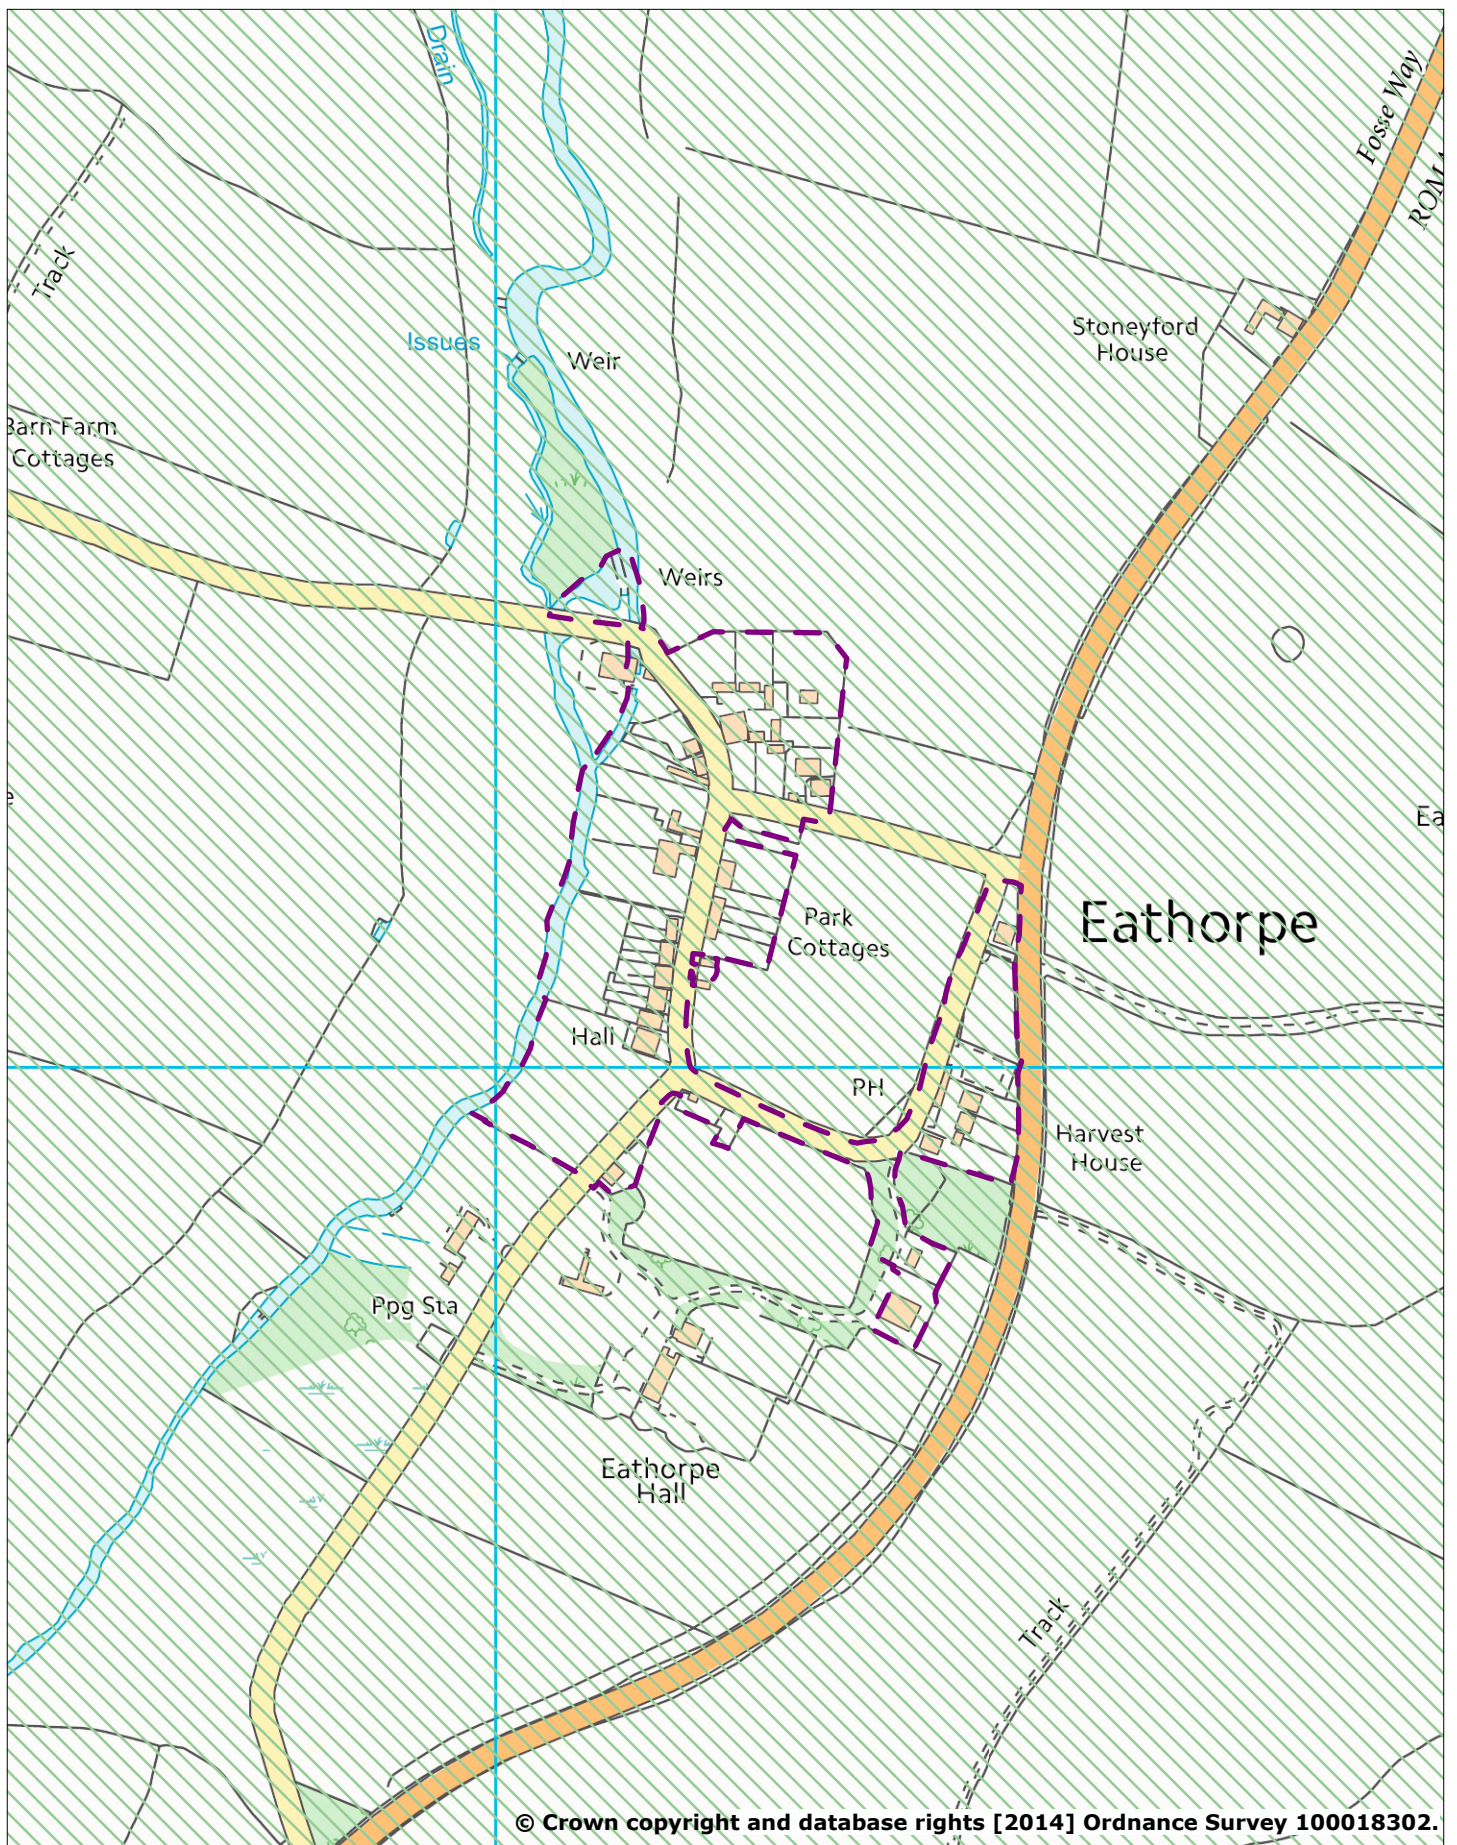 Drain
Fosse Way
ROMA
Track
Stoneyford
House
Issues
Weir
Barn Farm
Cottages
Weirs
e
Ea
Park
Cottages
Eathorpe
Hall
PH
Harvest
House
Ppg Sta
Eathorpe
Hall
Track
© Crown copyright and database rights [2014] Ordnance Survey 100018302.